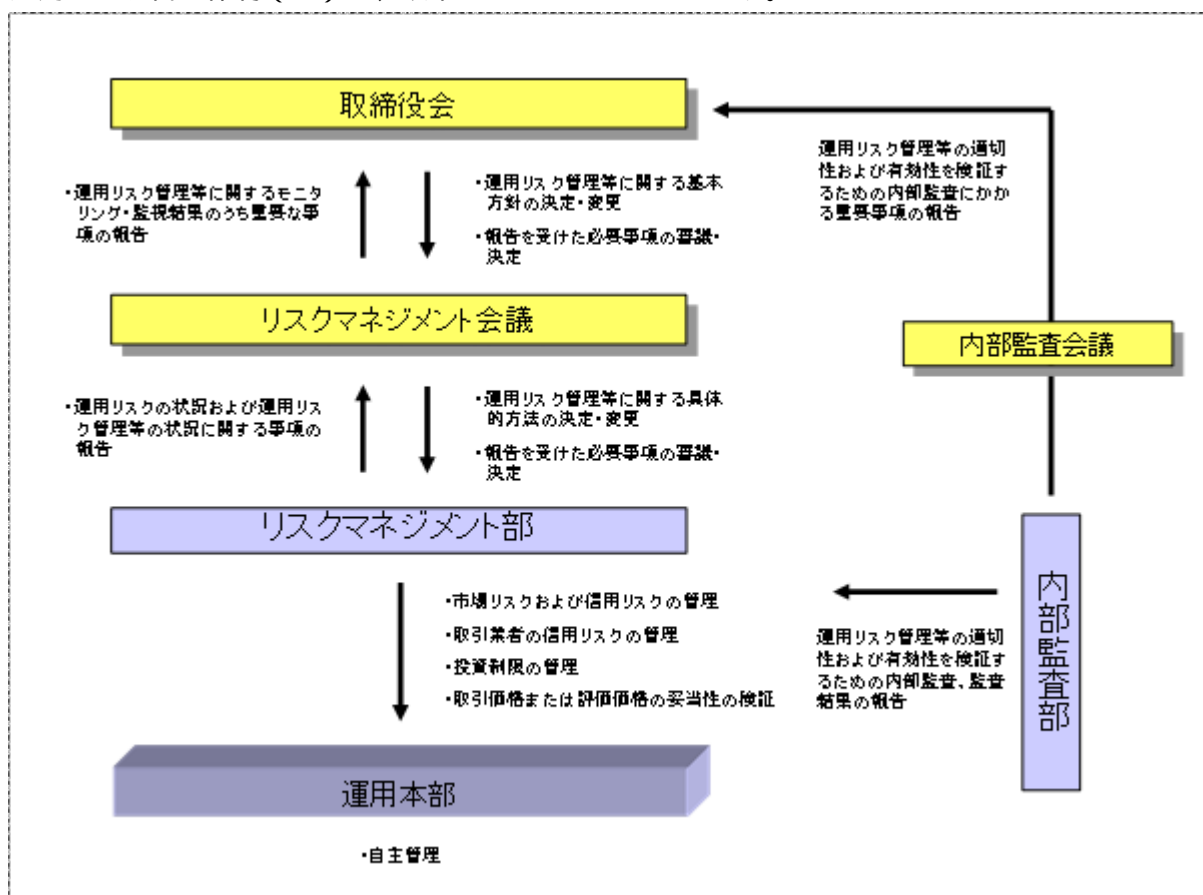 取締役会
・運用リスク管理等に関するモニタ
リング・監視結果のうち重要な事
項の報告
・運用リスク管理等に関する基本
方針の決定・変更
・報告を受けた必要事項の審議・
決定
運用リスク管理等の適切
性および有効性を検証す
るための内部監査にかか
る重要事項の報告
リスクマネジメント会議
内部監査会議
・運用リスクの状況および運用リス
ク管理等の状況に関する事項の
報告
・運用リスク管理等に関する具体
的方法の決定・変更
・報告を受けた必要事項の審議・
決定
リスクマネジメント部
・市場リスクおよび信用リスクの管理
・取引業者の信用リスクの管理
・投資制限の管理
・取引価格または評価価格の妥当性の検証
運用リスク管理等の適切
性および有効性を検証す
るための内部監査、監査
結果の報告
内部監査部
運用本部
・自主管理